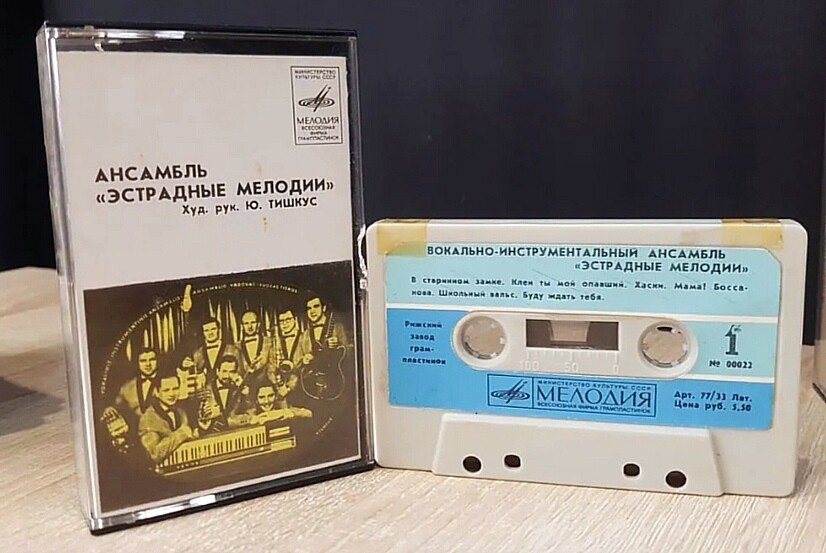 МИНИСТЕРСТВО
КУЛЬТУРЫ СССР
МЕЛОДИЯ
ВСЕСОЮЗНАЯ
ФИРМА
ГРАМПЛАСТИНОК
АНСАМБЛЬ
«ЭСТРАДНЫЕ МЕЛОДИИ»
Худ. рук. Ю. ТИШКУС
ВОКАЛЬНО-ИНСТРУМЕНТАЛЬНЫЙ АНСАМБЛЬ
«ЭСТРАДНЫЕ МЕЛОДИИ»
В старинном замке. Клен ты мой опавший. Хаски. Мама! Босса-
нова. Школьный вальс. Буду ждать тебя.
Рижский
завод
грам-
пластинок
100 50 0
1
№ 00022
МИНИСТЕРСТВО КУЛЬТУРЫ СССР
МЕЛОДИЯ
ВСЕСОЮЗНАЯ ФИРМА ГРАМПЛАСТИНОК
Арт. 77/33 Лат.
Цена руб. 5,50